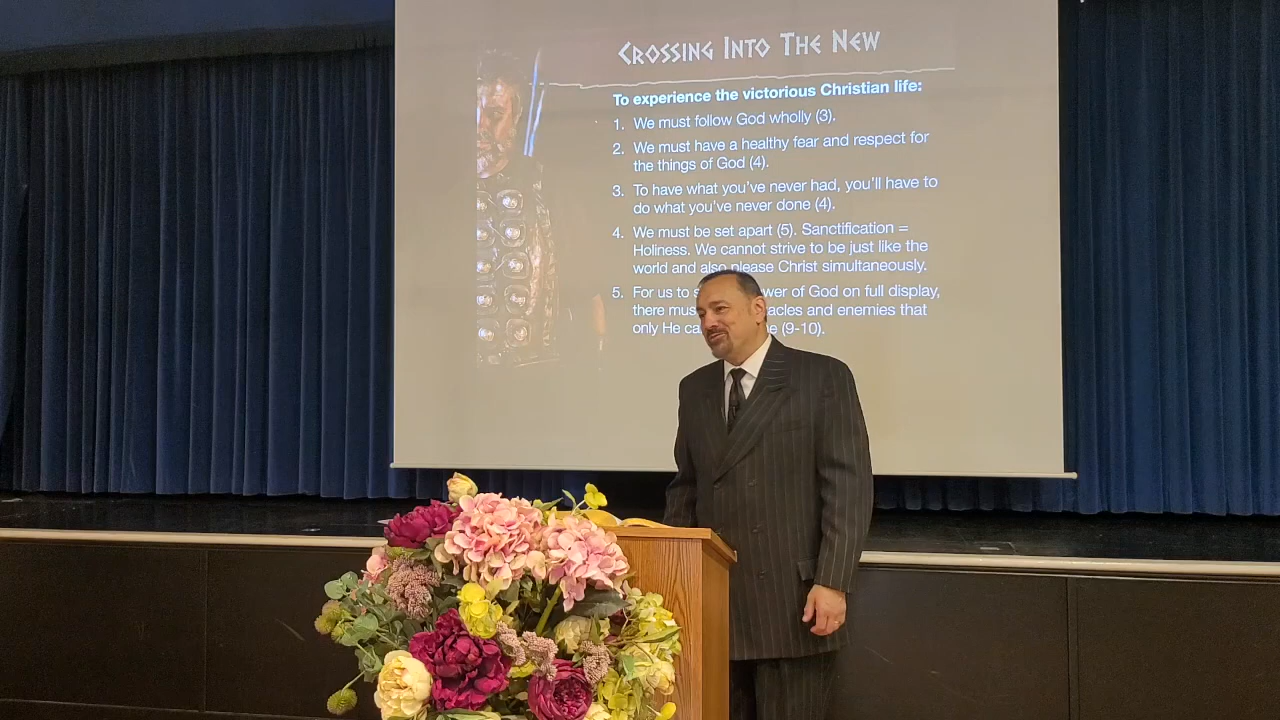 Crossing Into The New
To experience the victorious Christian life:
1. We must follow God wholly (3).
2. We must have a healthy fear and respect for
the things of God (4).
3. To have what you've never had, you'll have to
do what you've never done (4).
4. We must be set apart (5). Sanctification =
Holiness. We cannot strive to be just like the
world and also please Christ simultaneously.
5. For us to of God on full display,
there and enemies that
only He (9-10).